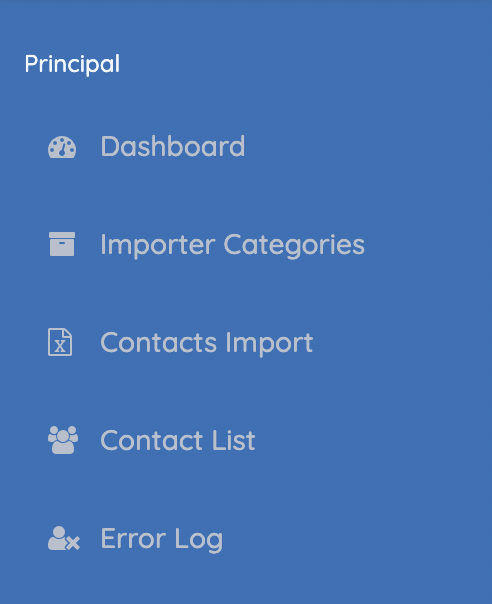 Principal
Dashboard
Importer Categories
Contacts Import
Contact List
Error Log